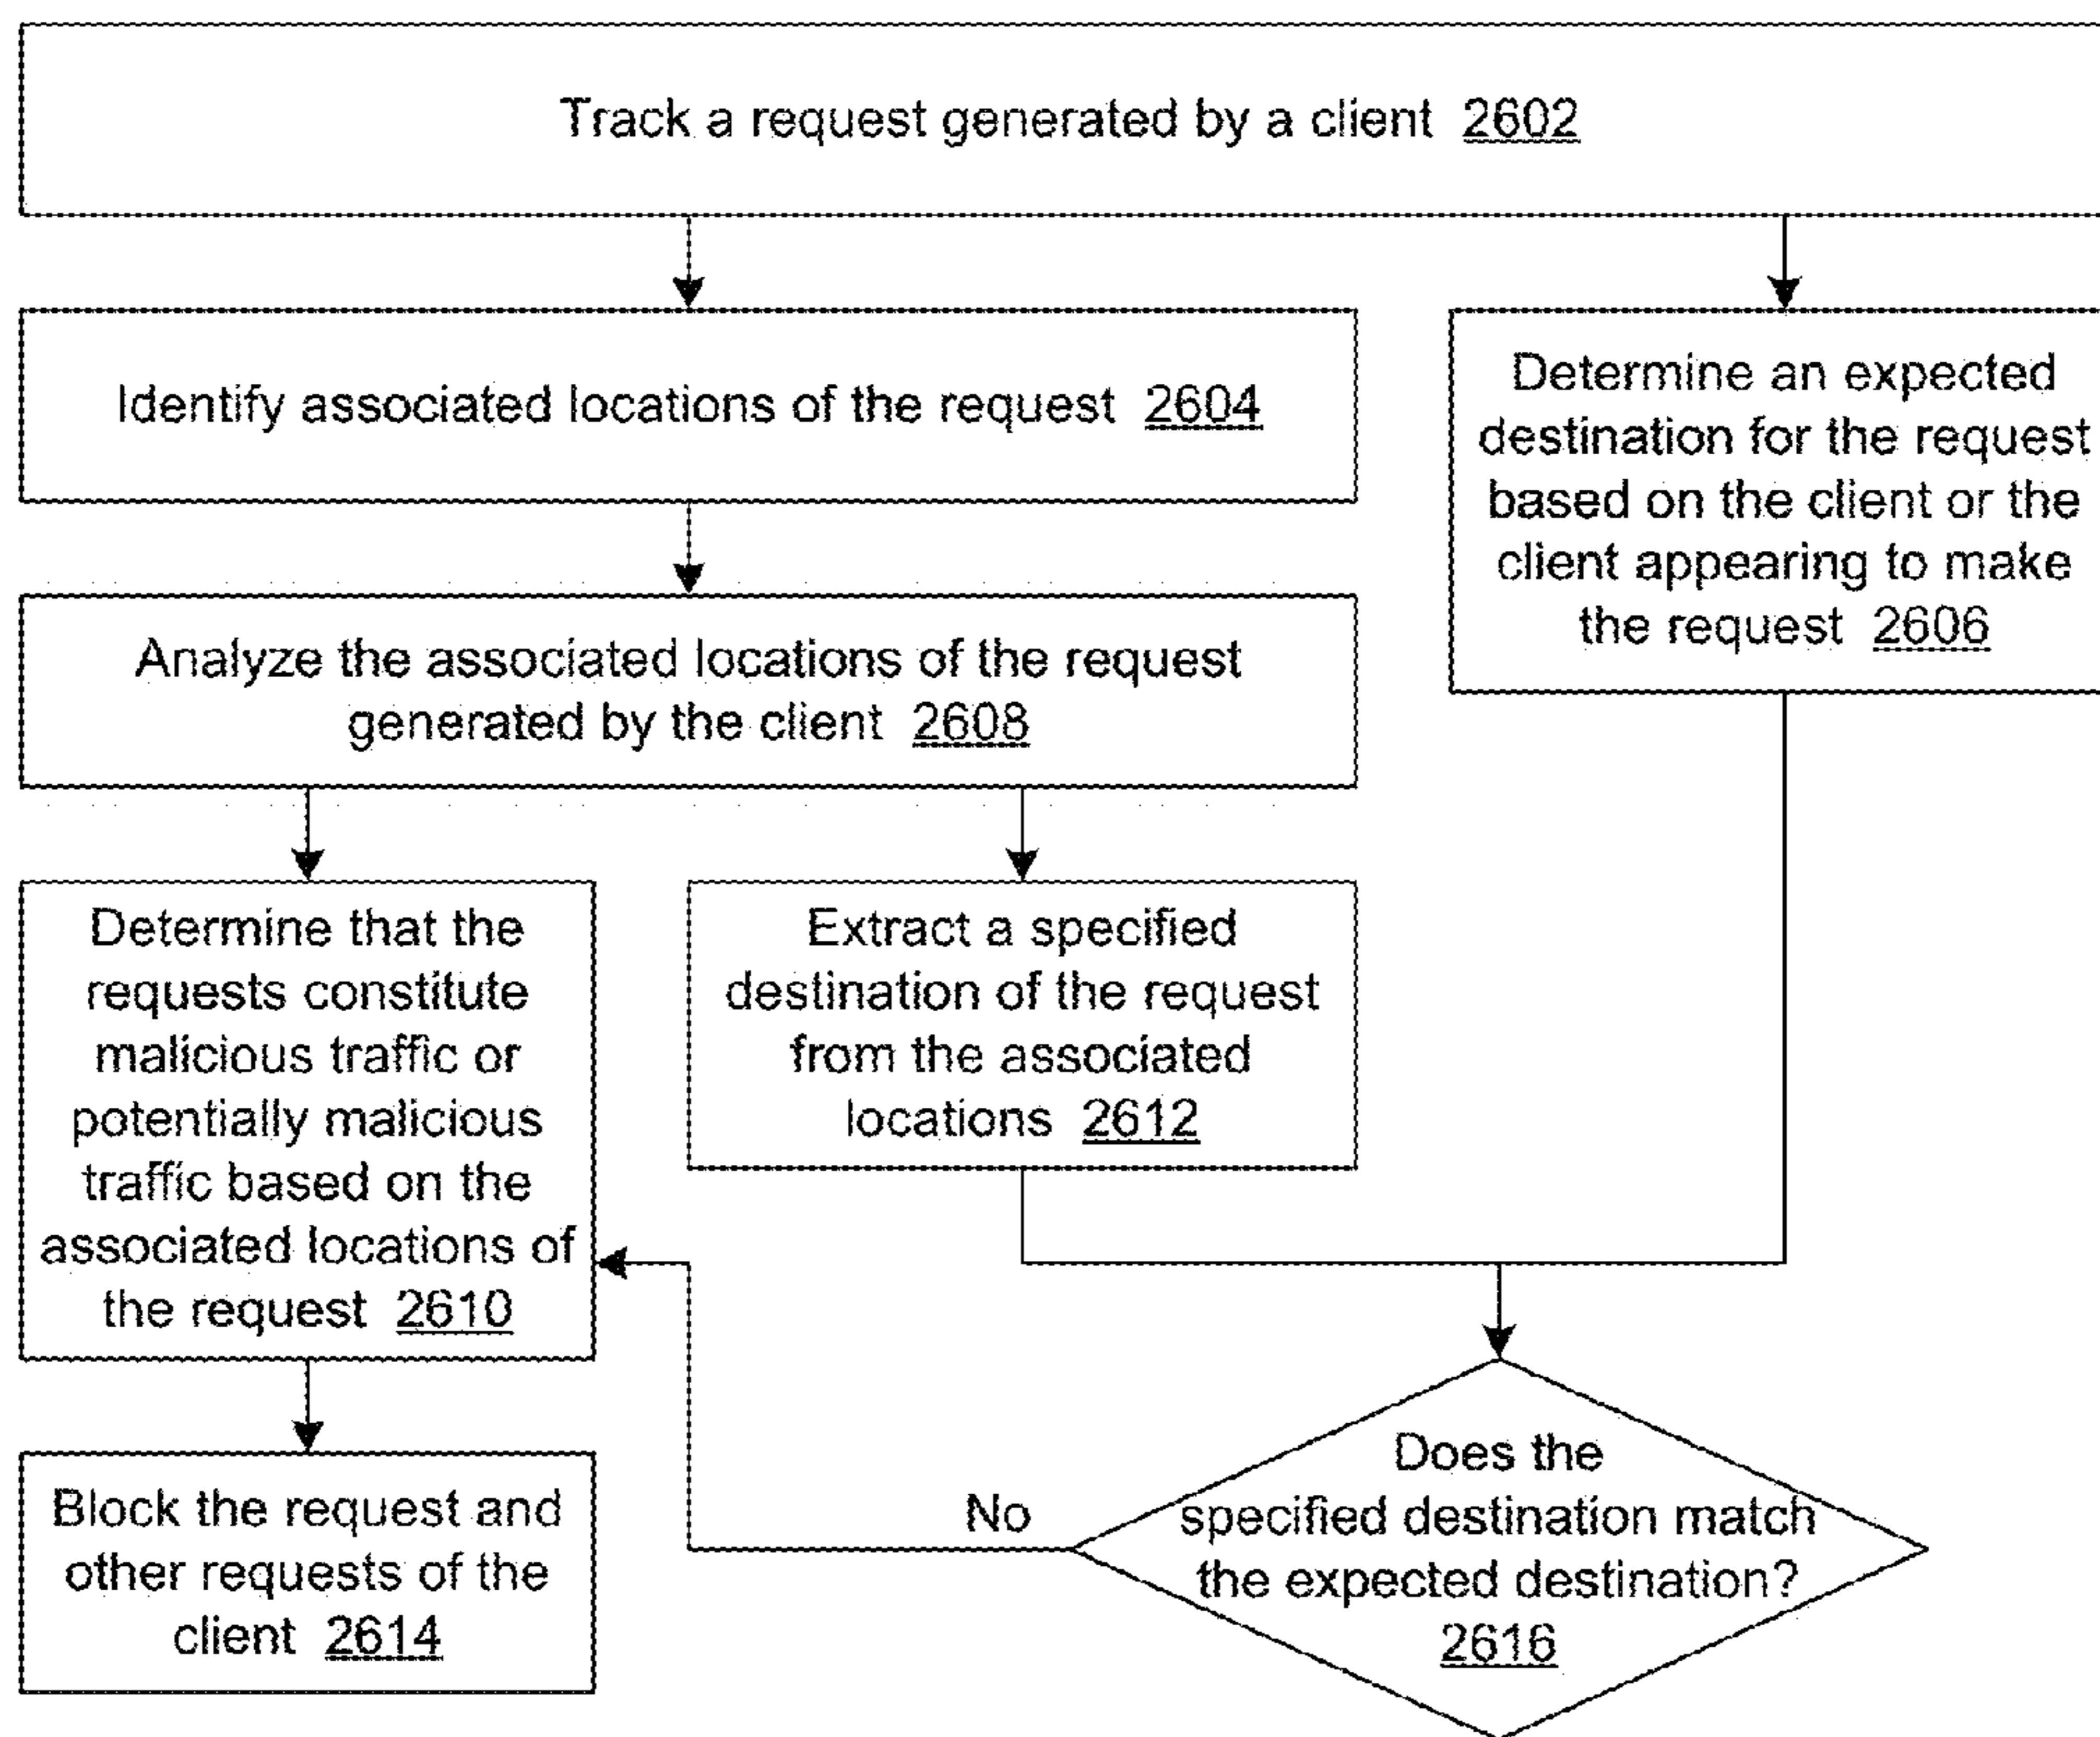 Track a request generated by a client 2602
Identify associated locations of the request 2604
Determine an expected
destination for the request
based on the client or the
client appearing to make
the request 2606
Analyze the associated locations of the request
generated by the client 2608
Determine that the
requests constitute
malicious traffic or
potentially malicious
traffic based on the
associated locations of
the request 2610
Extract a specified
destination of the request
from the associated
locations 2612
Block the request and
other requests of the
client 2614
No
Does the
specified destination match
the expected destination?
2616